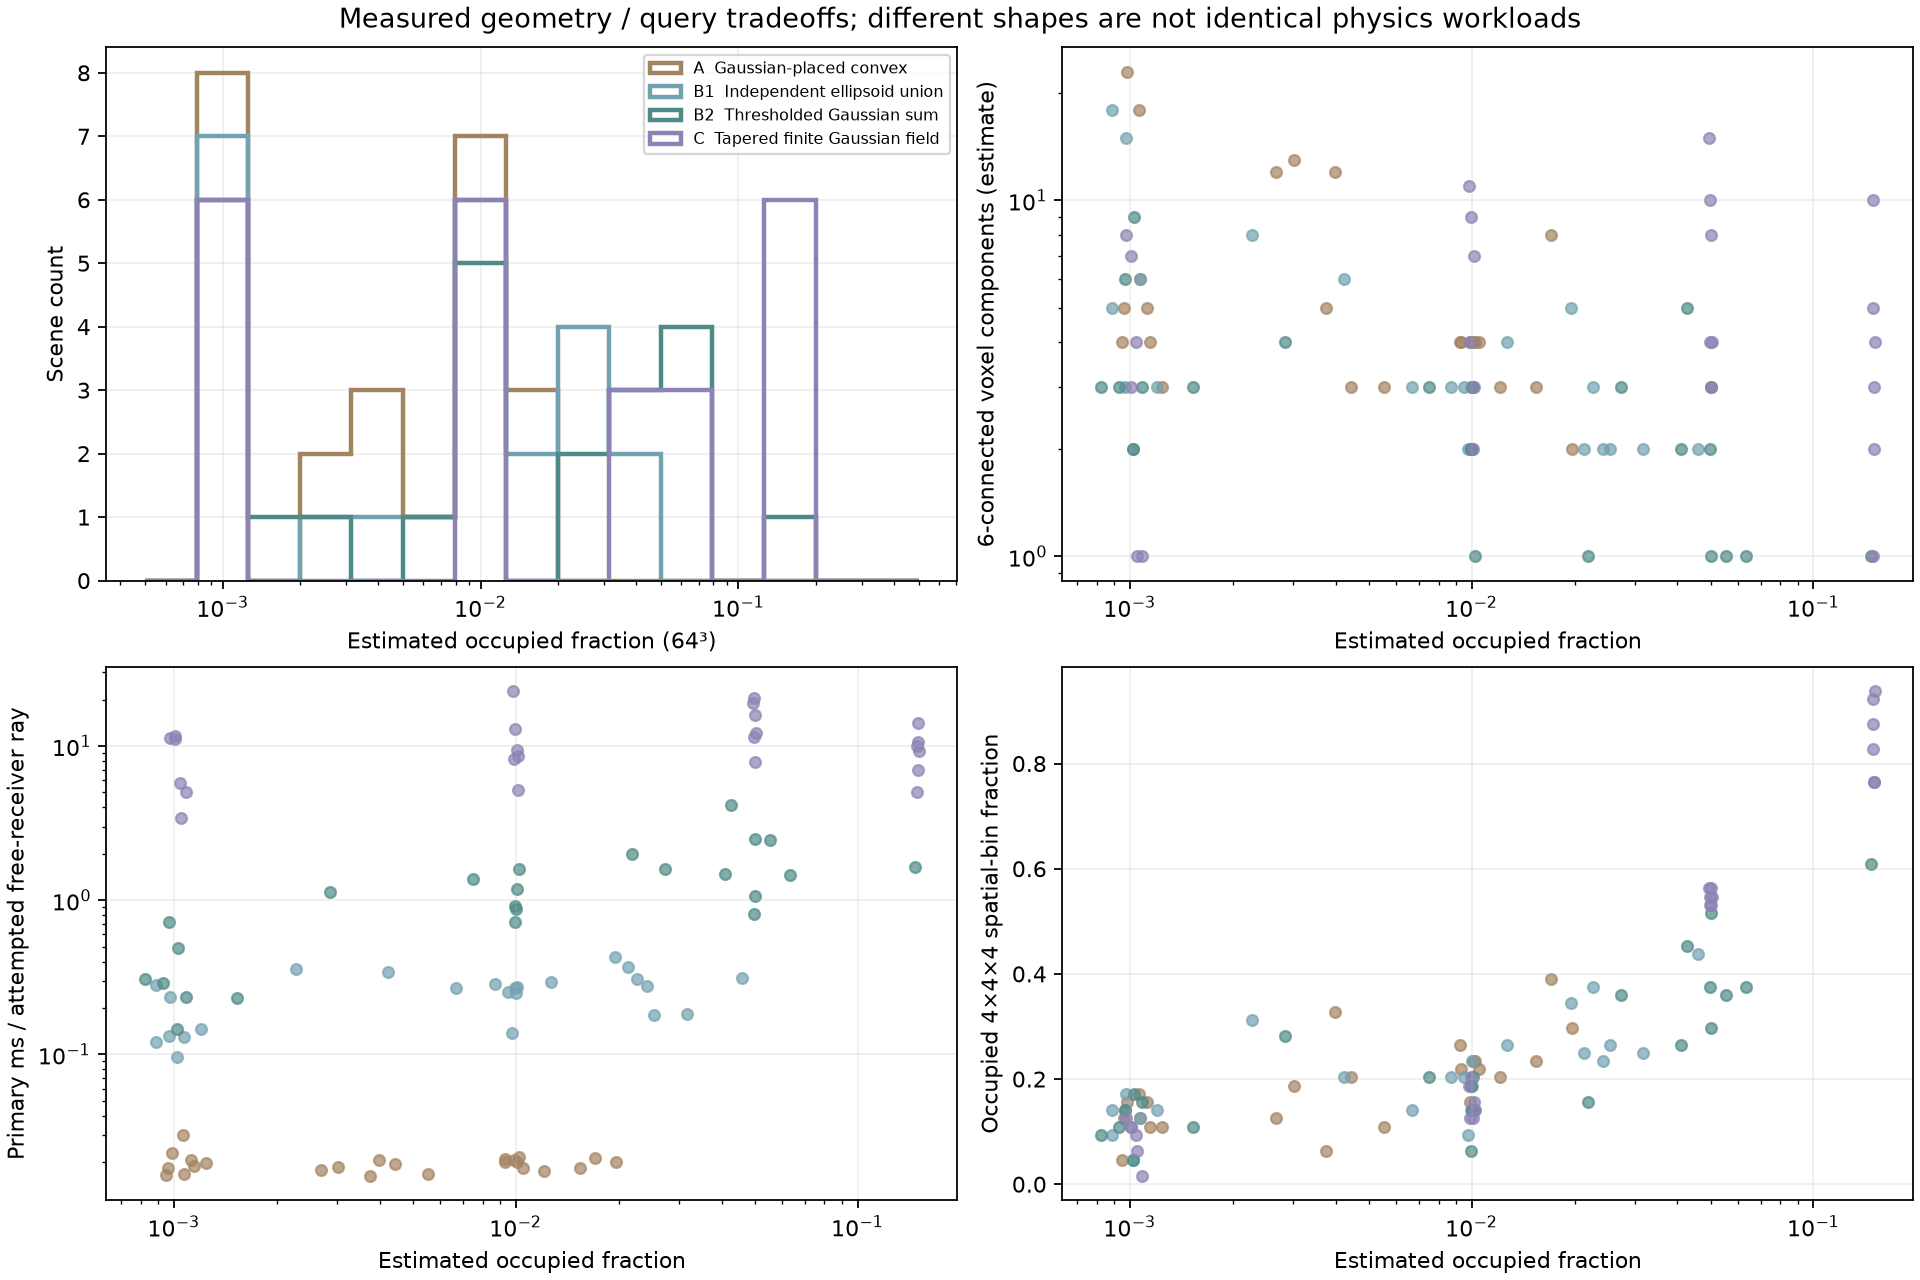 Measured geometry / query tradeoffs; different shapes are not identical physics workloads
8
7
6
5
4
3
2
1
0
Scene count
A Gaussian-placed convex
B1 Independent ellipsoid union
B2 Thresholded Gaussian sum
C Tapered finite Gaussian field
10⁻³
10⁻²
10⁻¹
Estimated occupied fraction (64³)
10¹
10⁰
6-connected voxel components (estimate)
10⁻³
10⁻²
10⁻¹
Estimated occupied fraction
10¹
10⁰
10⁻¹
Primary ms / attempted free-receiver ray
10⁻³
10⁻²
10⁻¹
Estimated occupied fraction
0.8
0.6
0.4
0.2
0.0
Occupied 4×4×4 spatial-bin fraction
10⁻³
10⁻²
10⁻¹
Estimated occupied fraction